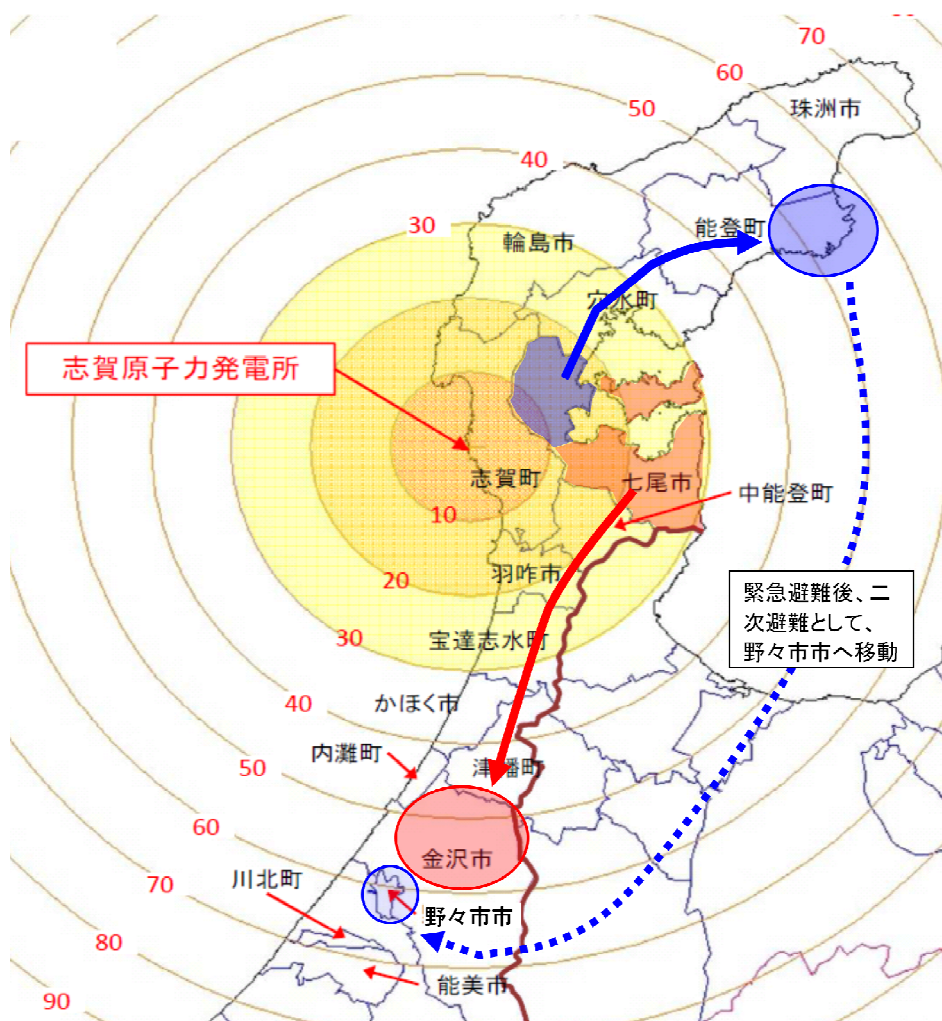 70
60
50
40
30
珠洲市
能登町
輪島市
穴水町
志賀原子力発電所
志賀町
七尾市
中能登町
10
羽咋市
20
緊急避難後、二
次避難として、
野々市市へ移動
30
宝達志水町
かほく市
40
内灘町
津幡町
50
60
金沢市
川北町
70
野々市市
80
能美市
90